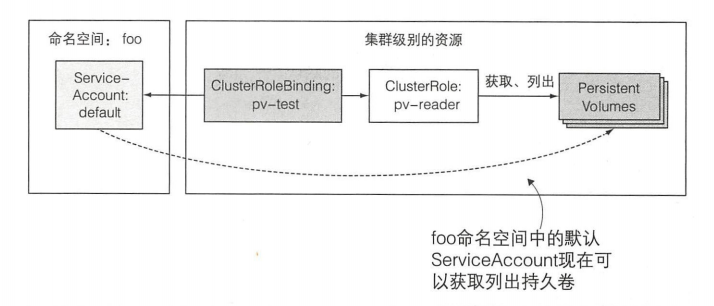 命名空间：foo
集群级别的资源
Service-
Account:
default
ClusterRoleBinding:
pv-test
ClusterRole:
pv-reader
获取、列出
Persistent
Volumes
foo命名空间中的默认
ServiceAccount现在可
以获取列出持久卷